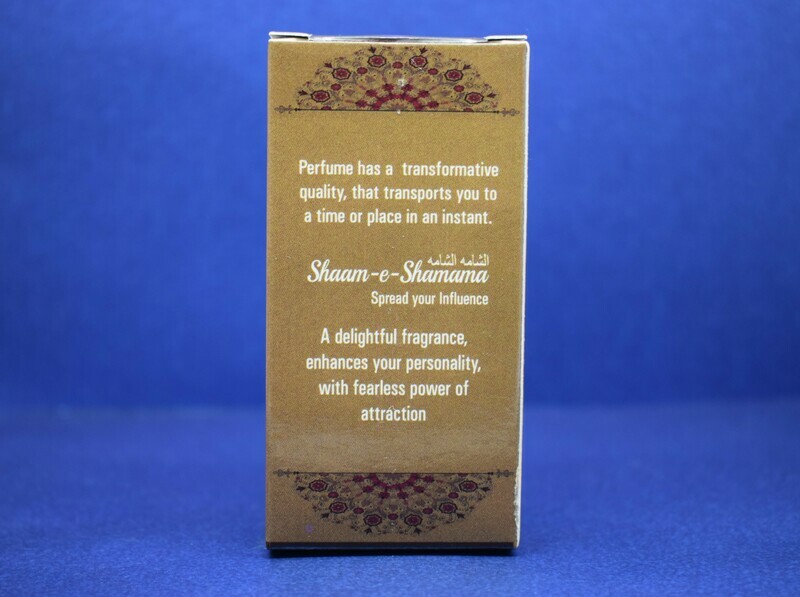 Perfume has a transformative
quality, that transports you to
a time or place in an instant.
الشامه الشامه
Shaam-e-Shamama
Spread your Influence
A delightful fragrance,
enhances your personality,
with fearless power of
attraction